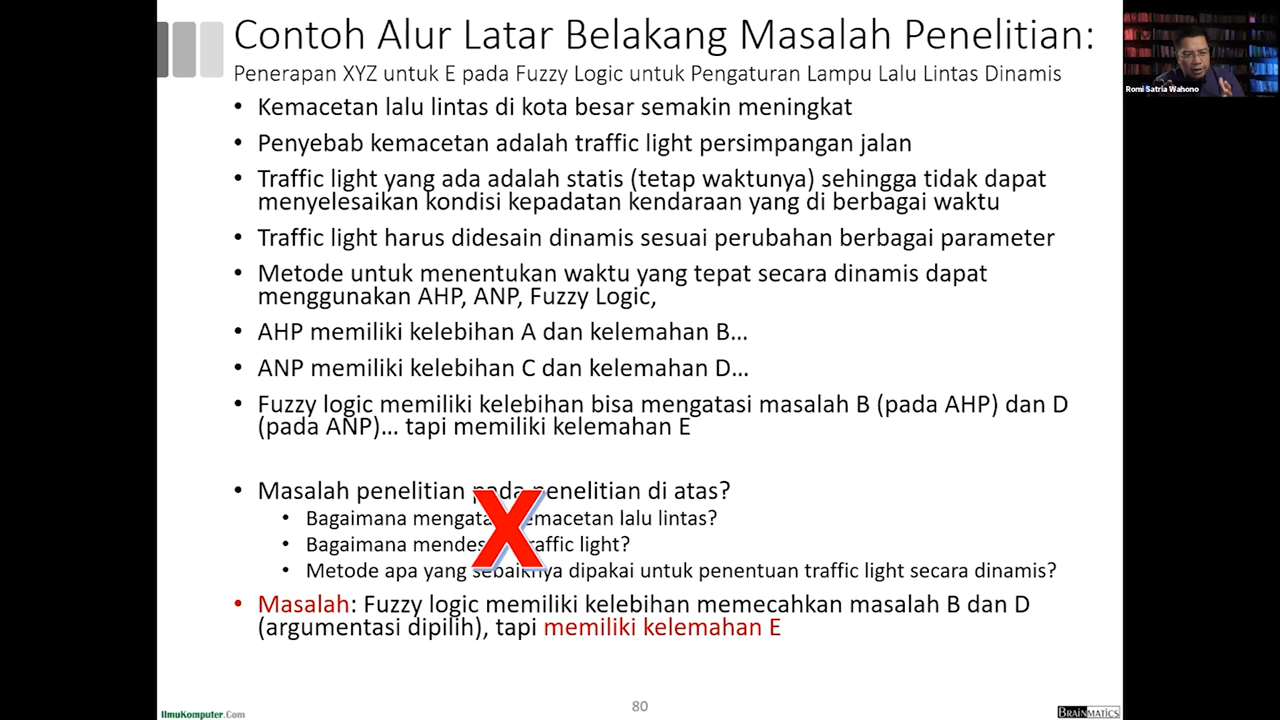 Contoh Alur Latar Belakang Masalah Penelitian:
Penerapan XYZ untuk E pada Fuzzy Logic untuk Pengaturan Lampu Lalu Lintas Dinamis
Romi Satria Wahono
• Kemacetan lalu lintas di kota besar semakin meningkat
• Penyebab kemacetan adalah traffic light persimpangan jalan
• Traffic light yang ada adalah statis (tetap waktunya) sehingga tidak dapat
menyelesaikan kondisi kepadatan kendaraan yang di berbagai waktu
• Traffic light harus didesain dinamis sesuai perubahan berbagai parameter
• Metode untuk menentukan waktu yang tepat secara dinamis dapat
menggunakan AHP, ANP, Fuzzy Logic,
• AHP memiliki kelebihan A dan kelemahan B…
• ANP memiliki kelebihan C dan kelemahan D…
• Fuzzy logic memiliki kelebihan bisa mengatasi masalah B (pada AHP) dan D
(pada ANP)… tapi memiliki kelemahan E
• Masalah penelitian pada penelitian di atas?
• Bagaimana mengatasi kemacetan lalu lintas?
• Bagaimana mendesain traffic light?
• Metode apa yang sebaiknya dipakai untuk penentuan traffic light secara dinamis?
X
• Masalah: Fuzzy logic memiliki kelebihan memecahkan masalah B dan D
(argumentasi dipilih), tapi memiliki kelemahan E
80
IlmuKomputer.Com
BRAINMATICS